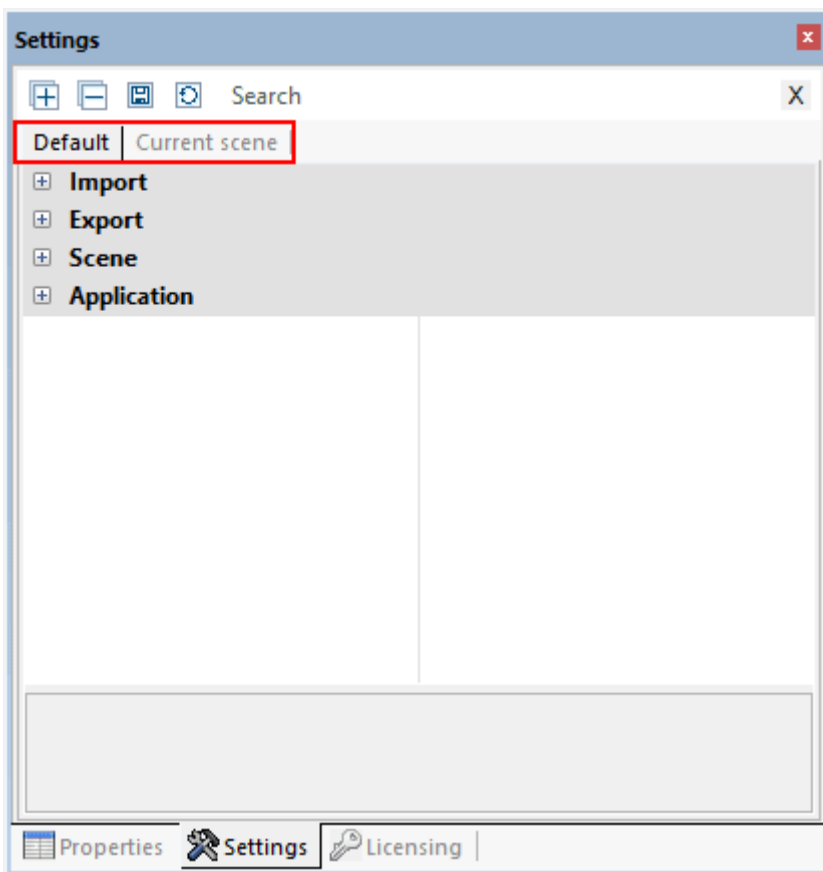 Settings
Search X
Default Current scene
Import
Export
Scene
Application
Properties Settings Licensing